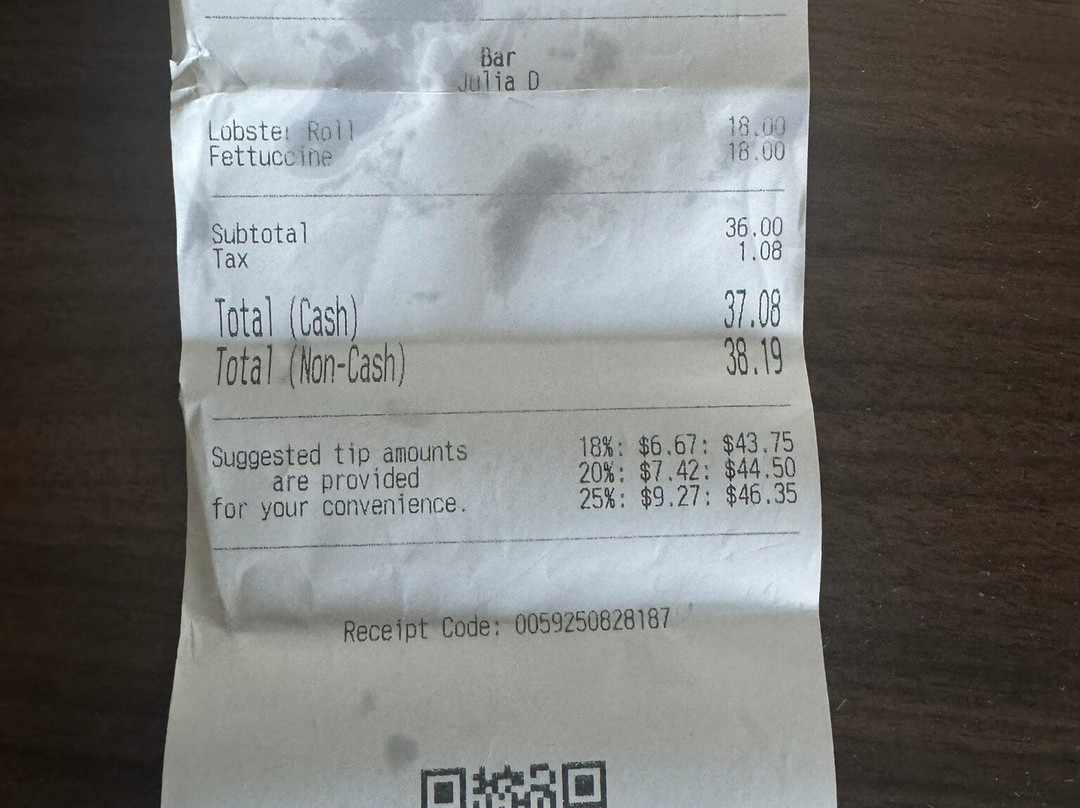 Bar
Julia D
Lobster Roll 18.00
Fettuccine 18.00
Subtotal 36.00
Tax 1.08
Total (Cash) 37.08
Total (Non-Cash) 38.19
Suggested tip amounts 18%: $6.67: $43.75
are provided 20%: $7.42: $44.50
for your convenience. 25%: $9.27: $46.35
Receipt Code: 0059250828187